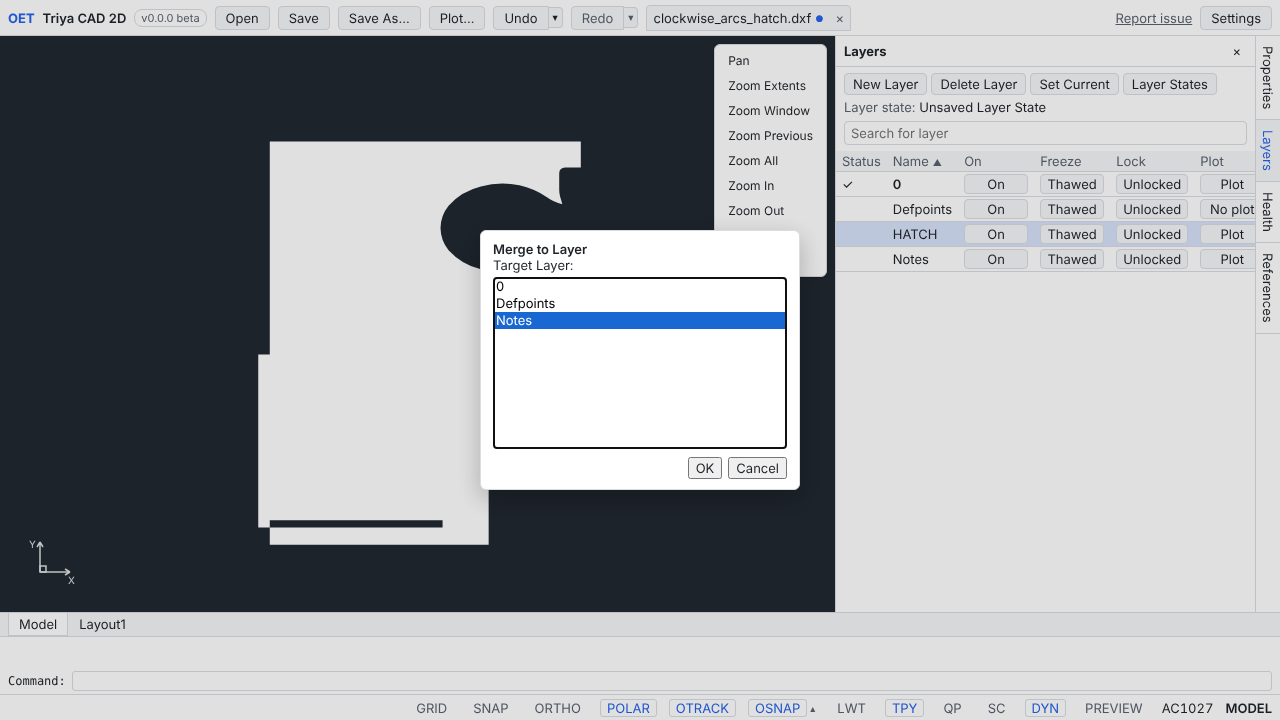 OET Triya CAD 2D v0.0.0 beta Open Save Save As... Plot... Undo ▾ Redo ▾ clockwise_arcs_hatch.dxf × Report issue Settings
Pan
Zoom Extents
Zoom Window
Zoom Previous
Zoom All
Zoom In
Zoom Out
Merge to Layer
Target Layer:
0
Defpoints
Notes
OK Cancel
Y
X
Layers ×
New Layer Delete Layer Set Current Layer States
Layer state: Unsaved Layer State
Search for layer
Status Name ▲ On Freeze Lock Plot
✓ 0 On Thawed Unlocked Plot
Defpoints On Thawed Unlocked No plot
HATCH On Thawed Unlocked Plot
Notes On Thawed Unlocked Plot
Properties
Layers
Health
References
Model Layout1
Command:
GRID SNAP ORTHO POLAR OTRACK OSNAP ▴ LWT TPY QP SC DYN PREVIEW AC1027 MODEL